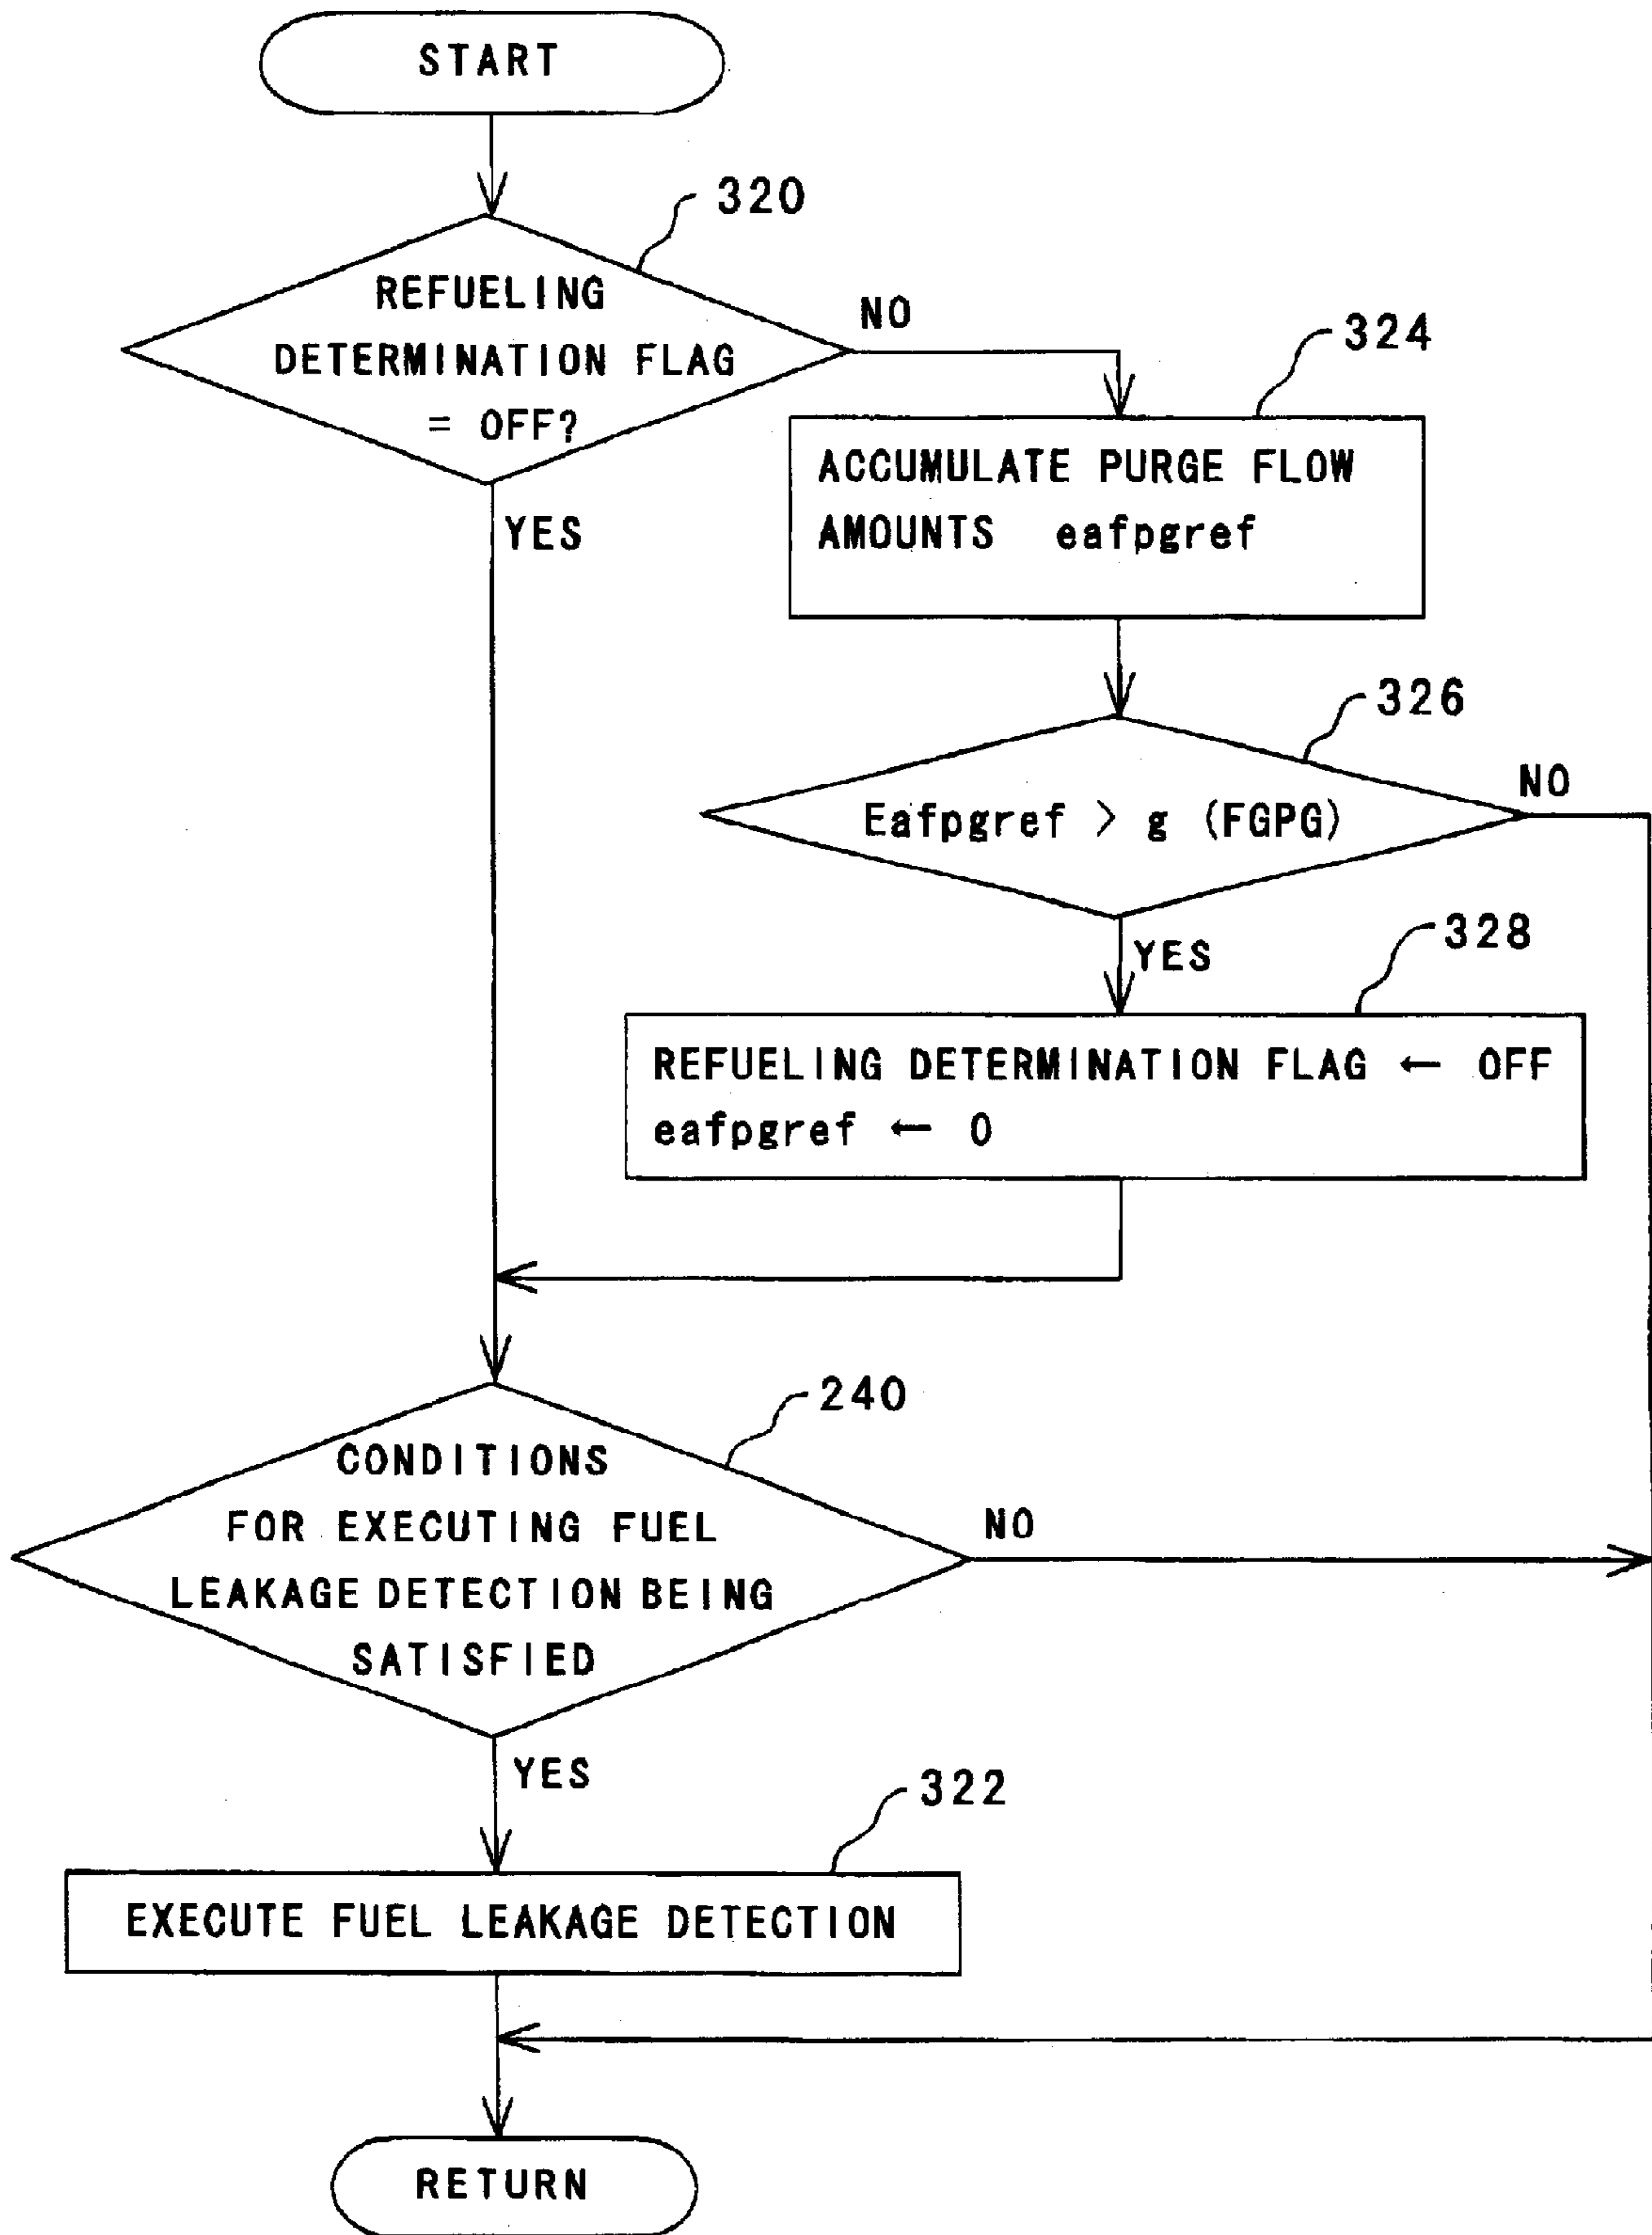 START
320
REFUELING
DETERMINATION FLAG
= OFF?
NO
YES
324
ACCUMULATE PURGE FLOW
AMOUNTS eafpgref
326
Eafpgref > g (FGPG)
NO
YES
328
REFUELING DETERMINATION FLAG ← OFF
eafpgref ← 0
240
CONDITIONS
FOR EXECUTING FUEL
LEAKAGE DETECTION BEING
SATISFIED
NO
YES
322
EXECUTE FUEL LEAKAGE DETECTION
RETURN